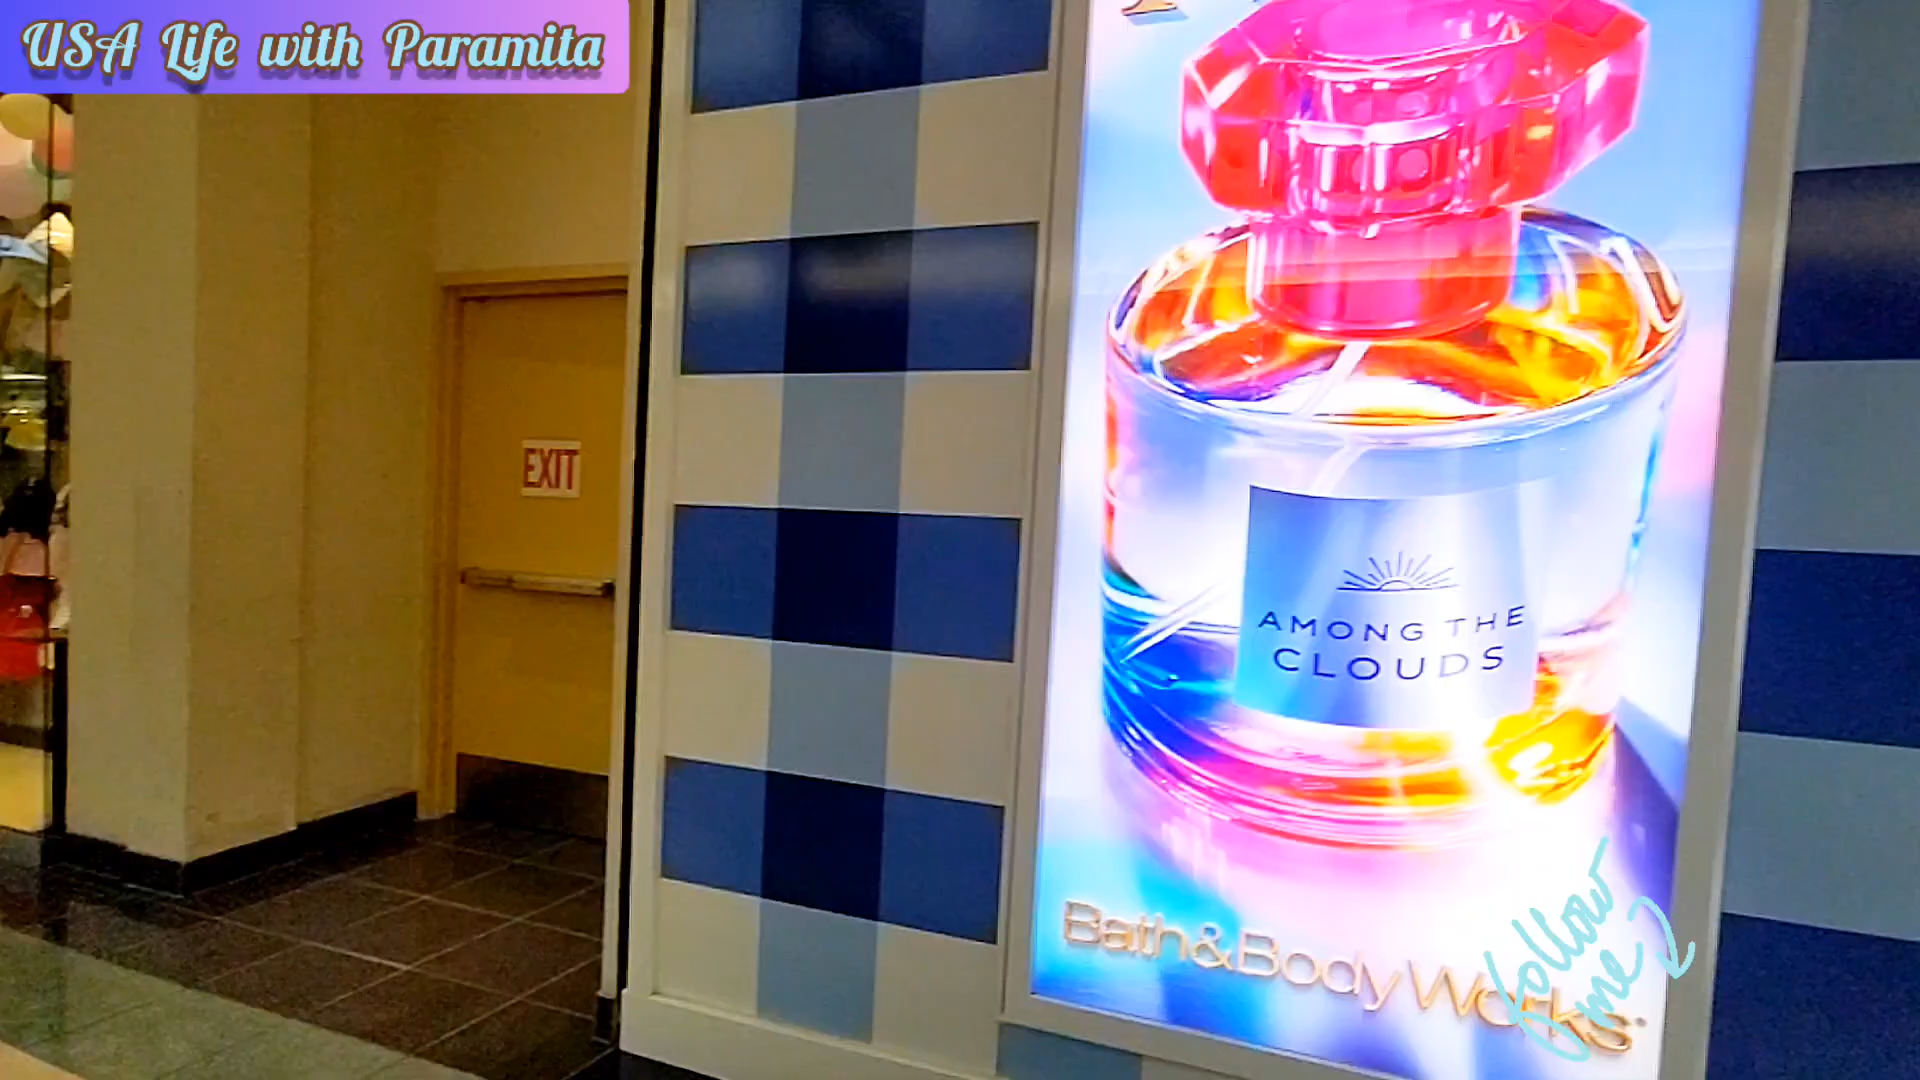 USA Life with Paramita
EXIT
AMONG THE
CLOUDS
Bath&Body Works
follow
me